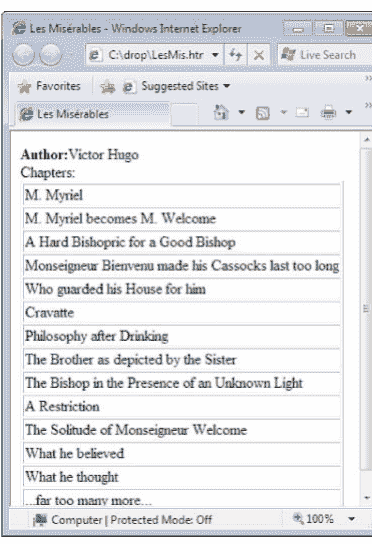 Les Misérables - Windows Internet Explorer
C:\drop\LesMis.htr
Live Search
Favorites
Suggested Sites
Les Misérables
Author:Victor Hugo
Chapters:
M. Myriel
M. Myriel becomes M. Welcome
A Hard Bishopric for a Good Bishop
Monseigneur Bienvenu made his Cassocks last too long
Who guarded his House for him
Cravatte
Philosophy after Drinking
The Brother as depicted by the Sister
The Bishop in the Presence of an Unknown Light
A Restriction
The Solitude of Monseigneur Welcome
What he believed
What he thought
...far too many more...
Computer | Protected Mode: Off
100%